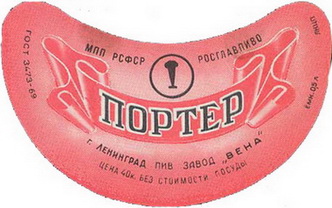 МПП РСФСР РОСГЛАВПИВО
ГОСТ 3473-69
ПОРТЕР
ЕМК. 0,5 Л
Г. ЛЕНИНГРАД ПИВ ЗАВОД „ВЕНА"
ЦЕНА 40к. БЕЗ СТОИМОСТИ ПОСУДЫ